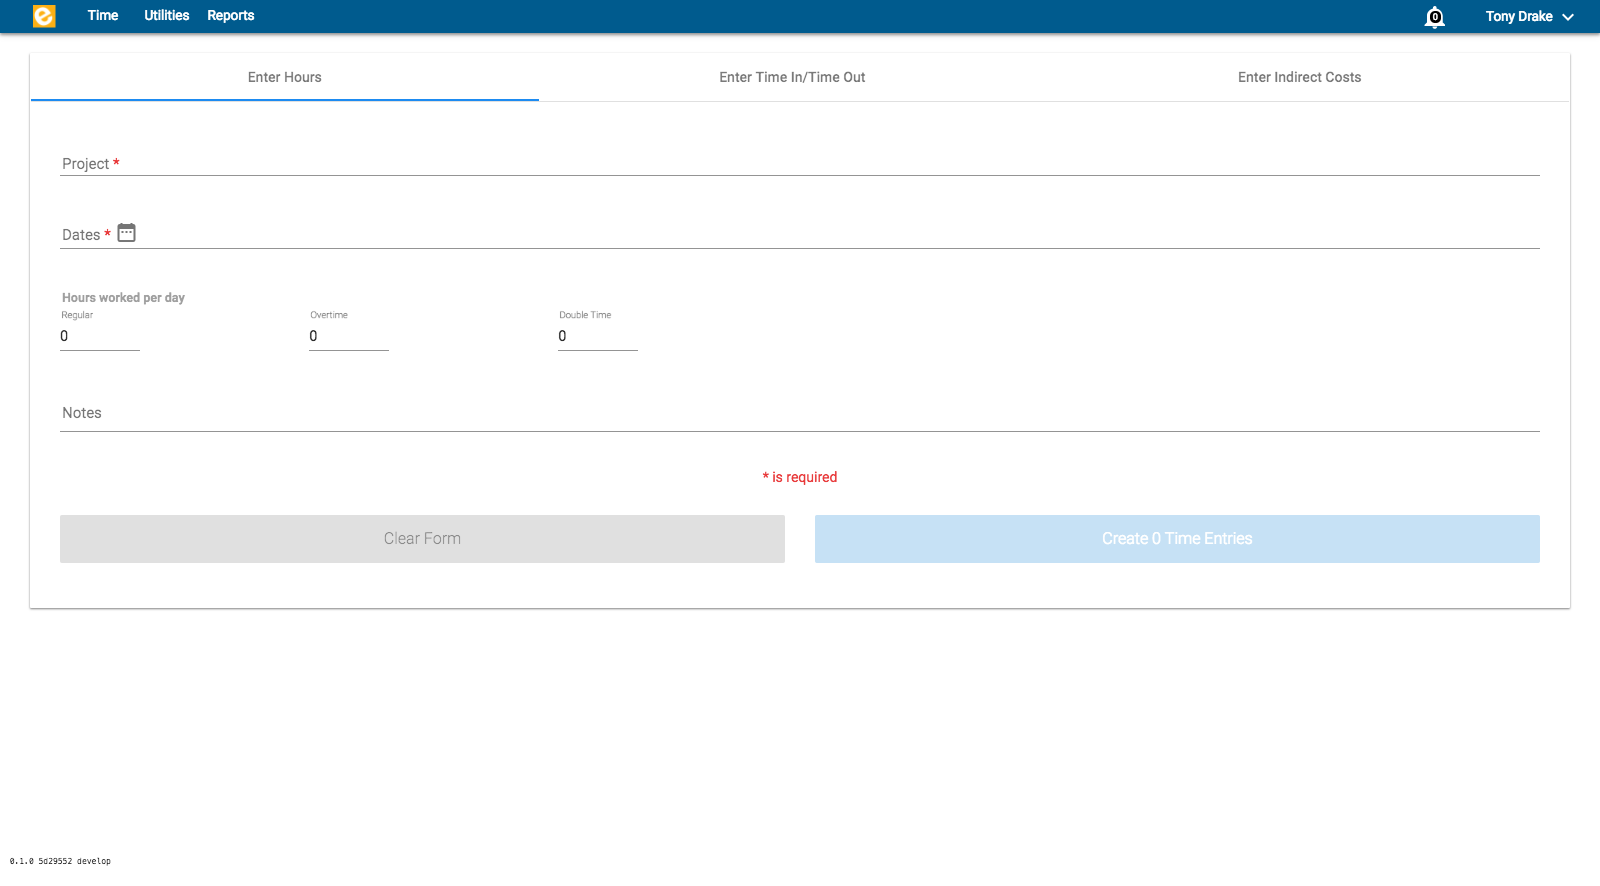 e Time Utilities Reports 0 Tony Drake
Enter Hours Enter Time In/Time Out Enter Indirect Costs
Project *
Dates *
Hours worked per day
Regular Overtime Double Time
0 0 0
Notes
* is required
Clear Form Create 0 Time Entries
0.1.0 5d29552 develop